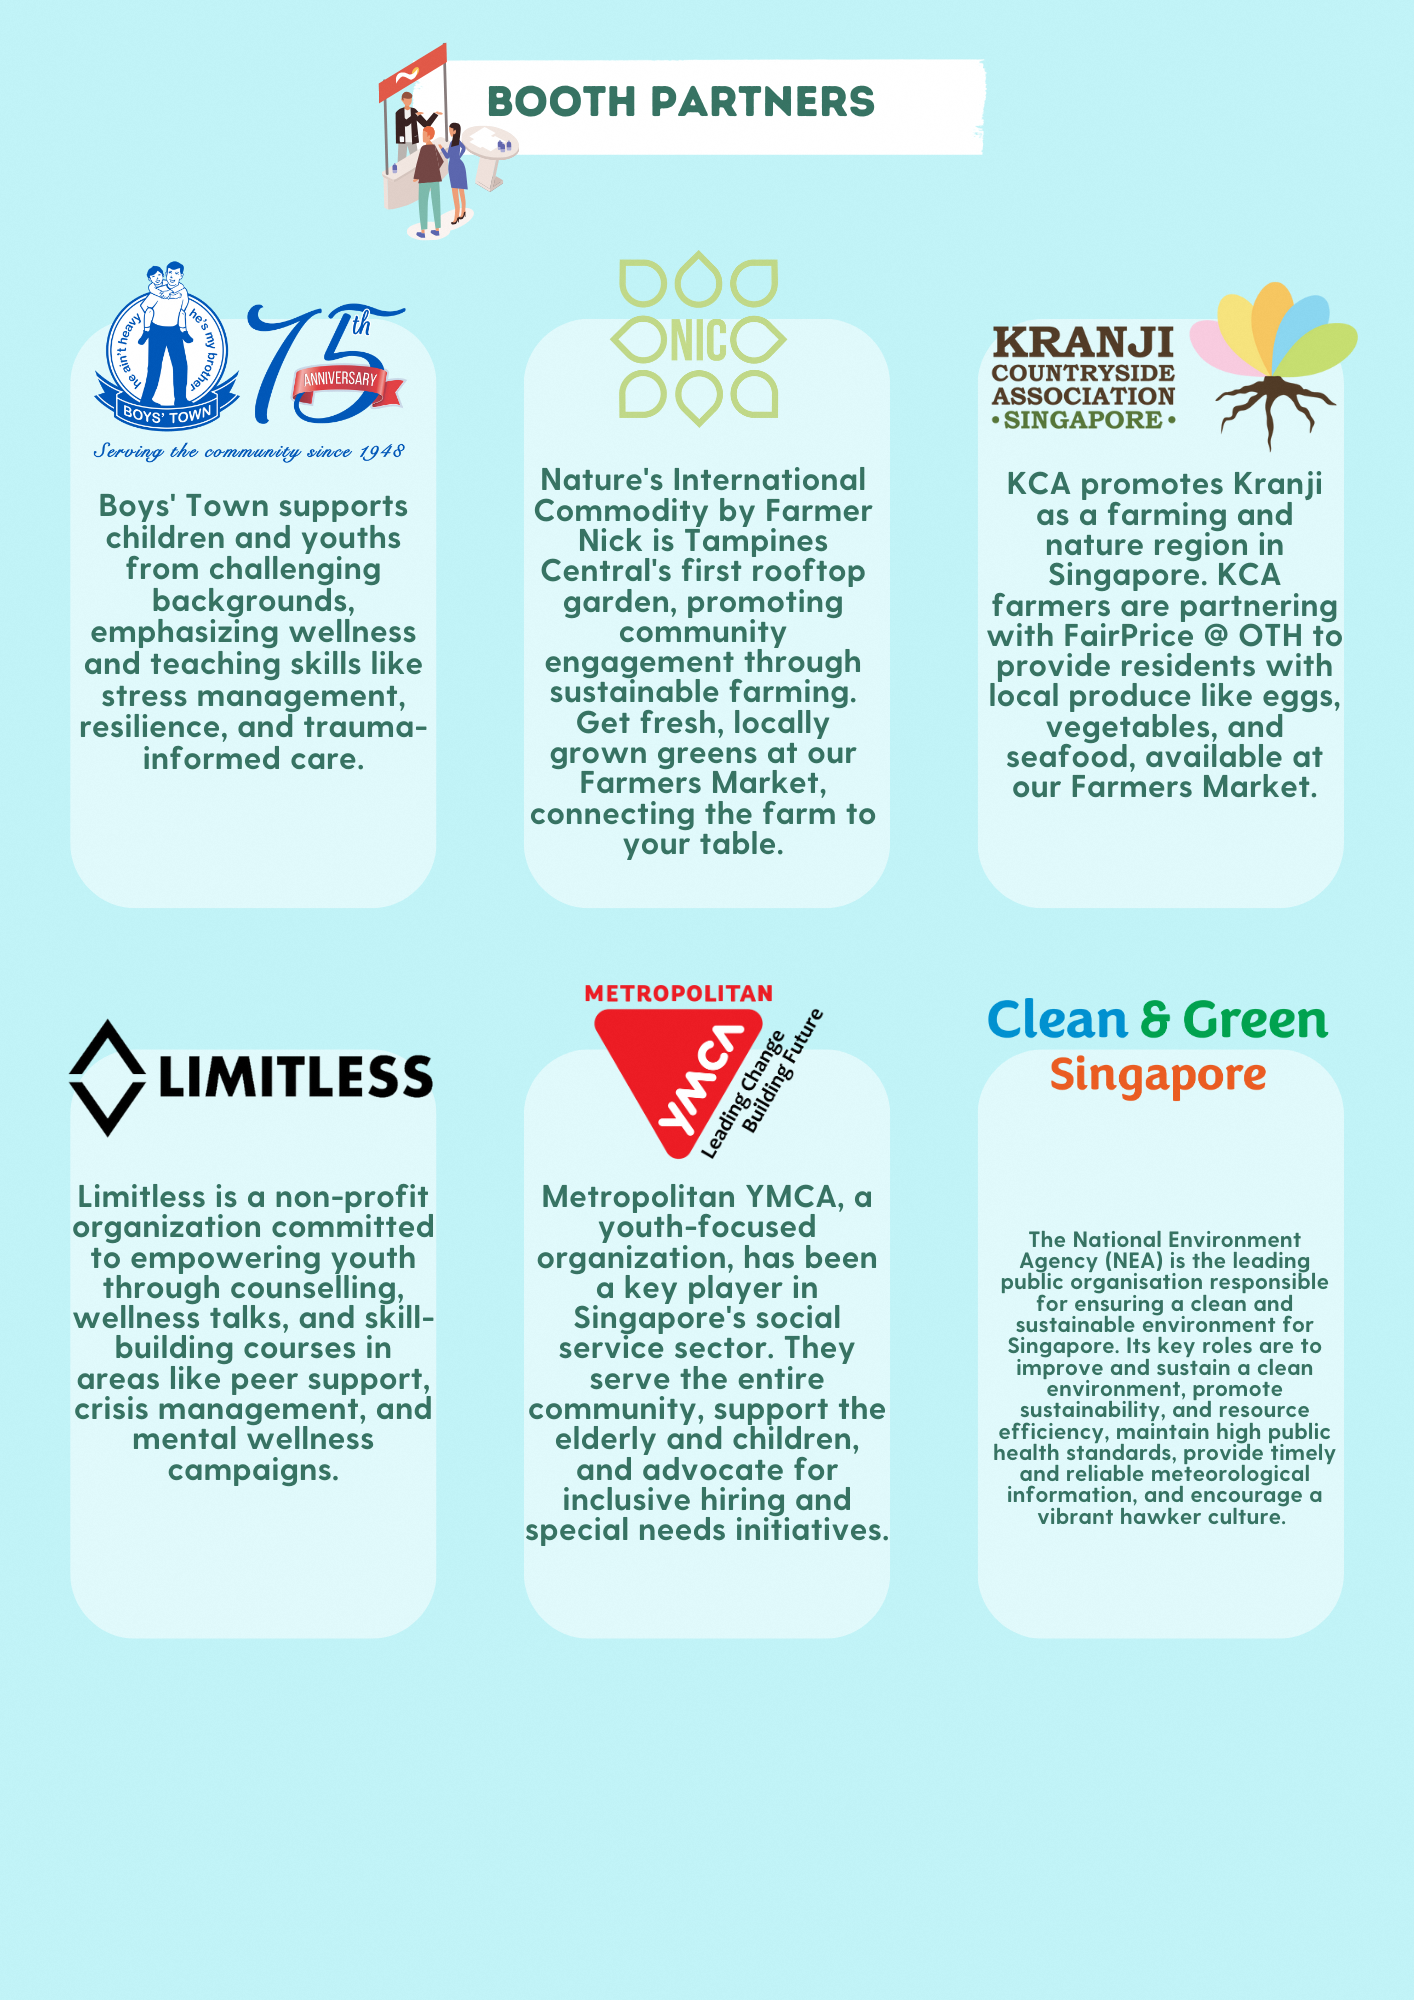 BOOTH PARTNERS
he ain't heavy
he's my brother
BOYS' TOWN
75th
ANNIVERSARY
Serving the community since 1948
Boys' Town supports
children and youths
from challenging
backgrounds,
emphasizing wellness
and teaching skills like
stress management,
resilience, and trauma-
informed care.
NIC
Nature's International
Commodity by Farmer
Nick is Tampines
Central's first rooftop
garden, promoting
community
engagement through
sustainable farming.
Get fresh, locally
grown greens at our
Farmers Market,
connecting the farm to
your table.
KRANJI
COUNTRYSIDE
ASSOCIATION
• SINGAPORE •
KCA promotes Kranji
as a farming and
nature region in
Singapore. KCA
farmers are partnering
with FairPrice @ OTH to
provide residents with
local produce like eggs,
vegetables, and
seafood, available at
our Farmers Market.
LIMITLESS
Limitless is a non-profit
organization committed
to empowering youth
through counselling,
wellness talks, and skill-
building courses in
areas like peer support,
crisis management, and
mental wellness
campaigns.
METROPOLITAN
YMCA
Leading Change
Building Future
Metropolitan YMCA, a
youth-focused
organization, has been
a key player in
Singapore's social
service sector. They
serve the entire
community, support the
elderly and children,
and advocate for
inclusive hiring and
special needs initiatives.
Clean & Green
Singapore
The National Environment
Agency (NEA) is the leading
public organisation responsible
for ensuring a clean and
sustainable environment for
Singapore. Its key roles are to
improve and sustain a clean
environment, promote
sustainability, and resource
efficiency, maintain high public
health standards, provide timely
and reliable meteorological
information, and encourage a
vibrant hawker culture.